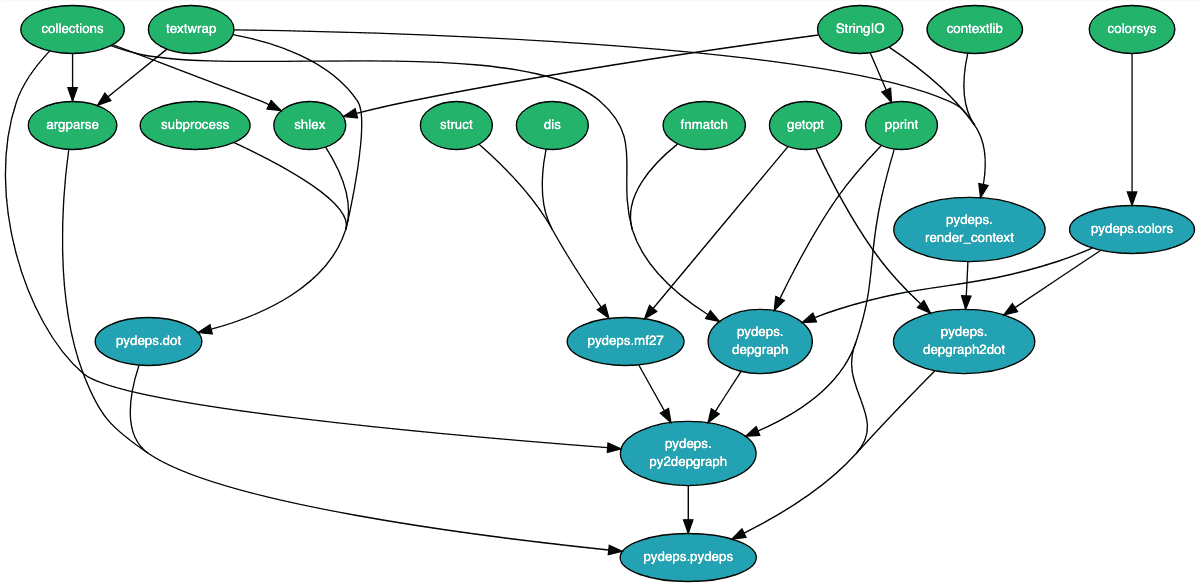 collections
textwrap
StringIO
contextlib
colorsys
argparse
subprocess
shlex
struct
dis
fnmatch
getopt
pprint
pydeps.
render_context
pydeps.colors
pydeps.dot
pydeps.mf27
pydeps.
depgraph
pydeps.
depgraph2dot
pydeps.
py2depgraph
pydeps.pydeps